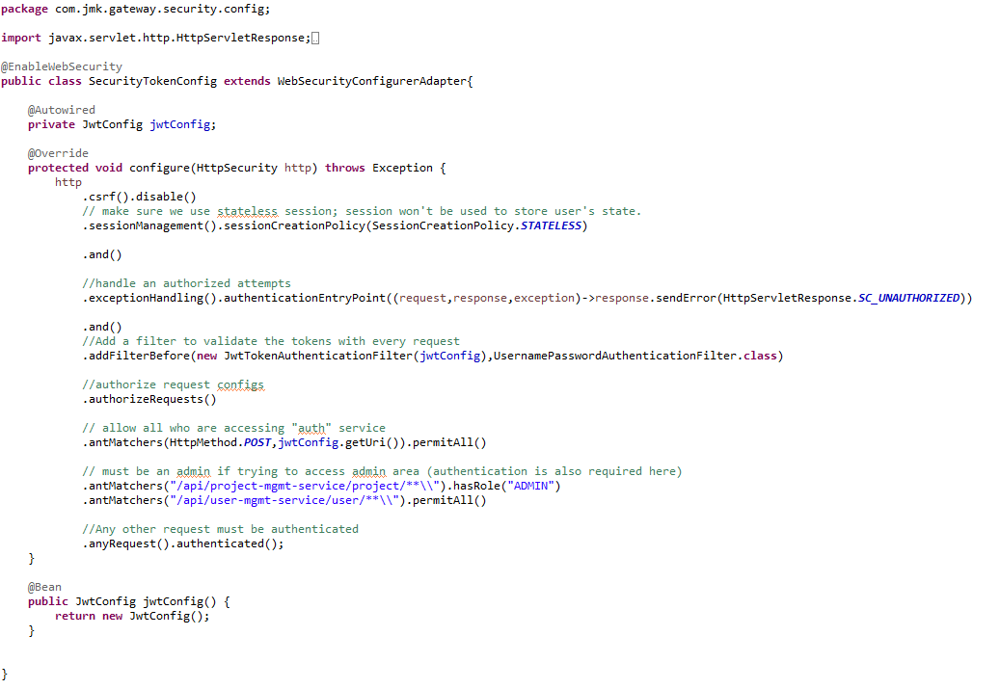 package com.jmk.gateway.security.config;
import javax.servlet.http.HttpServletResponse;
@EnableWebSecurity
public class SecurityTokenConfig extends WebSecurityConfigurerAdapter{
@Autowired
private JwtConfig jwtConfig;
@Override
protected void configure(HttpSecurity http) throws Exception {
http
.csrf().disable()
// make sure we use stateless session; session won't be used to store user's state.
.sessionManagement().sessionCreationPolicy(SessionCreationPolicy.STATELESS)
.and()
//handle an authorized attempts
.exceptionHandling().authenticationEntryPoint((request,response,exception)->response.sendError(HttpServletResponse.SC_UNAUTHORIZED))
.and()
//Add a filter to validate the tokens with every request
.addFilterBefore(new JwtTokenAuthenticationFilter(jwtConfig),UsernamePasswordAuthenticationFilter.class)
//authorize request configs
.authorizeRequests()
// allow all who are accessing "auth" service
.antMatchers(HttpMethod.POST,jwtConfig.getUri()).permitAll()
// must be an admin if trying to access admin area (authentication is also required here)
.antMatchers("/api/project-mgmt-service/project/**\\").hasRole("ADMIN")
.antMatchers("/api/user-mgmt-service/user/**\\").permitAll()
//Any other request must be authenticated
.anyRequest().authenticated();
}
@Bean
public JwtConfig jwtConfig() {
return new JwtConfig();
}
}